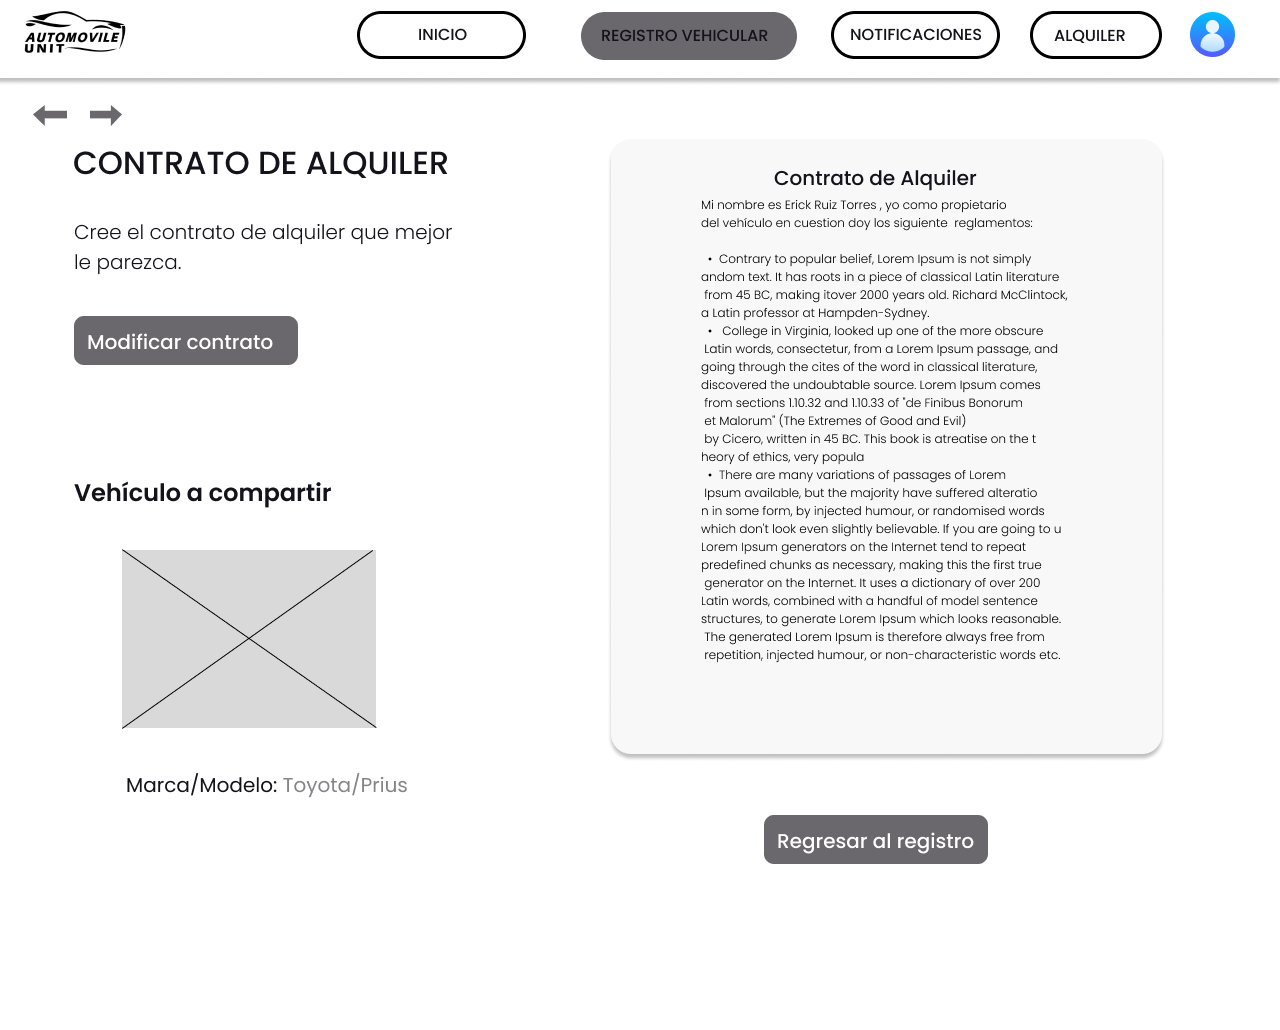 AUTOMOVILE
UNIT
INICIO
REGISTRO VEHICULAR
NOTIFICACIONES
ALQUILER
CONTRATO DE ALQUILER
Cree el contrato de alquiler que mejor
le parezca.
Modificar contrato
Vehículo a compartir
Marca/Modelo: Toyota/Prius
Contrato de Alquiler
Mi nombre es Erick Ruiz Torres , yo como propietario
del vehículo en cuestion doy los siguiente  reglamentos:
• Contrary to popular belief, Lorem Ipsum is not simply
andom text. It has roots in a piece of classical Latin literature
from 45 BC, making itover 2000 years old. Richard McClintock,
a Latin professor at Hampden-Sydney.
•  College in Virginia, looked up one of the more obscure
Latin words, consectetur, from a Lorem Ipsum passage, and
going through the cites of the word in classical literature,
discovered the undoubtable source. Lorem Ipsum comes
from sections 1.10.32 and 1.10.33 of "de Finibus Bonorum
et Malorum" (The Extremes of Good and Evil)
by Cicero, written in 45 BC. This book is atreatise on the t
heory of ethics, very popula
• There are many variations of passages of Lorem
Ipsum available, but the majority have suffered alteratio
n in some form, by injected humour, or randomised words
which don't look even slightly believable. If you are going to u
Lorem Ipsum generators on the Internet tend to repeat
predefined chunks as necessary, making this the first true
generator on the Internet. It uses a dictionary of over 200
Latin words, combined with a handful of model sentence
structures, to generate Lorem Ipsum which looks reasonable.
The generated Lorem Ipsum is therefore always free from
repetition, injected humour, or non-characteristic words etc.
Regresar al registro